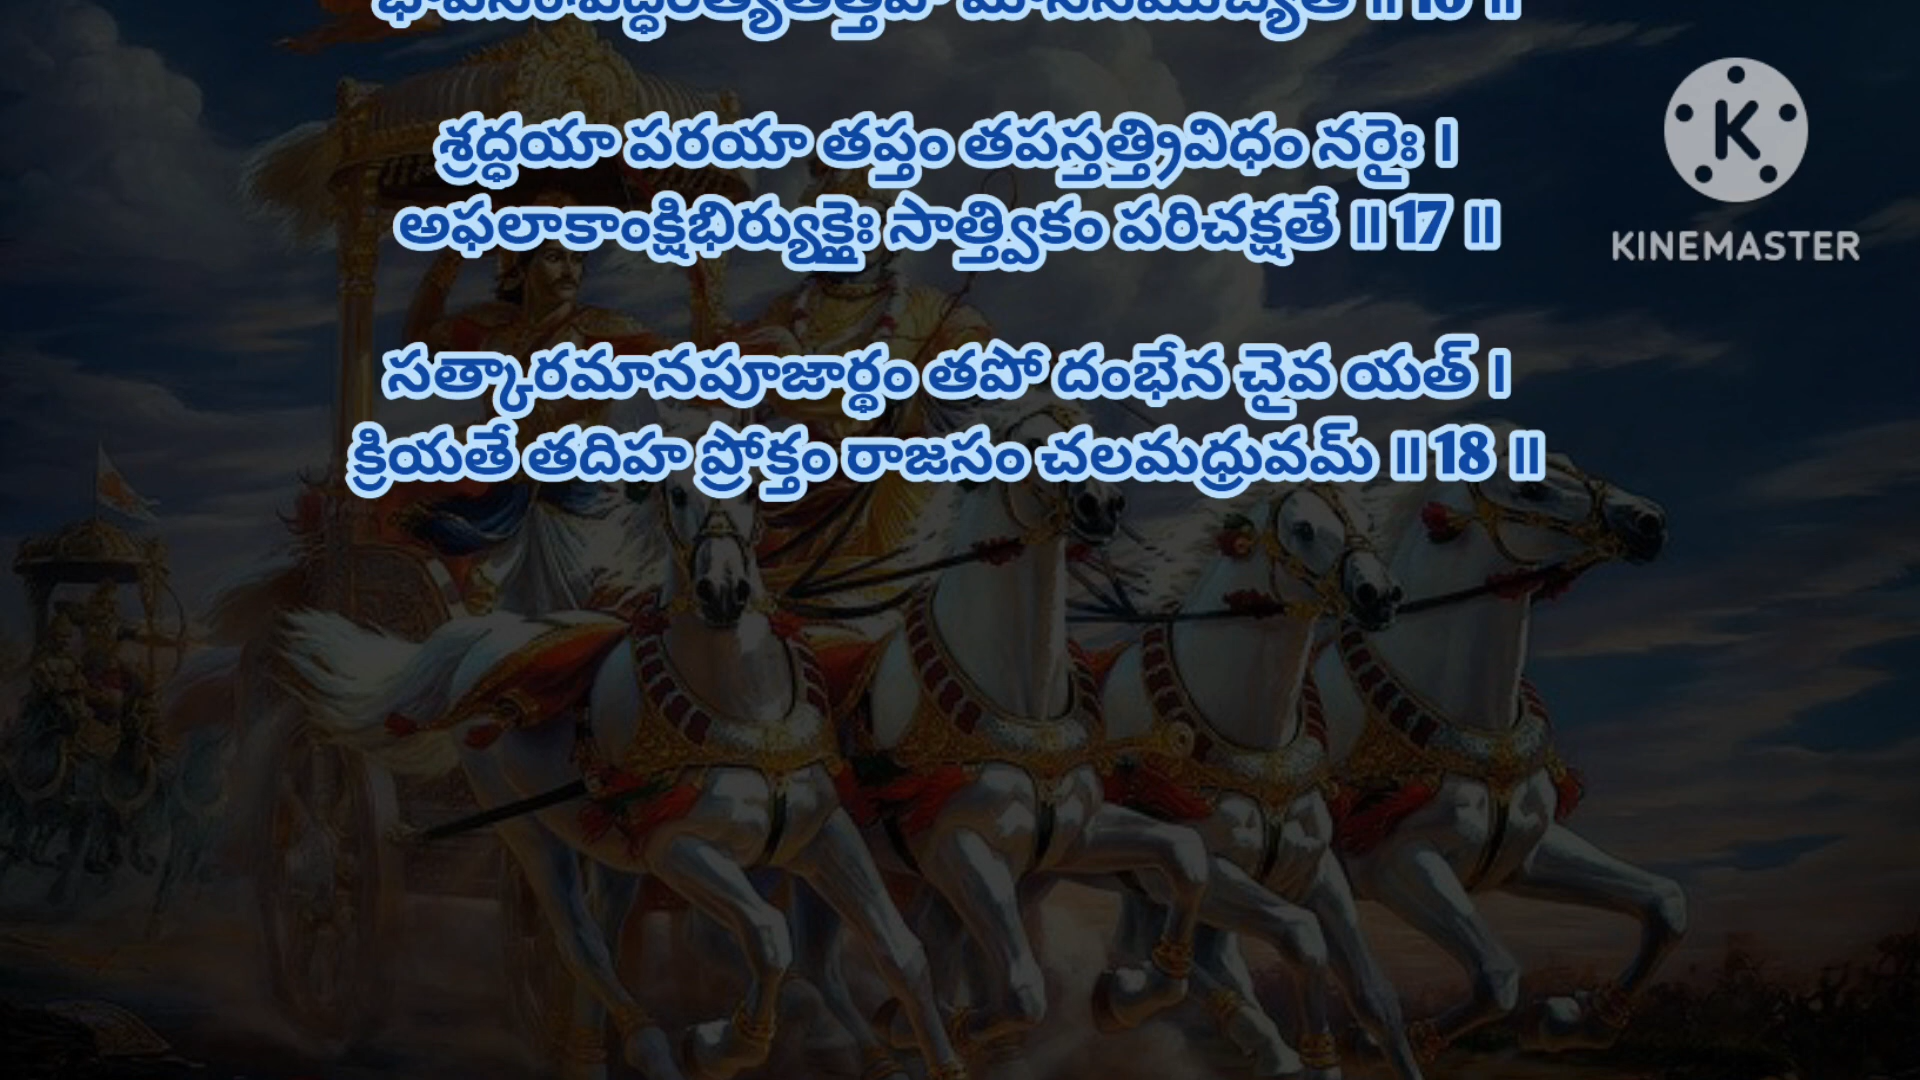 శ్రద్ధయా పరయా తప్తం తపస్తత్త్రివిధం నరైః ।
అఫలాకాంక్షిభిర్యుక్తైః సాత్త్వికం పరిచక్షతే ॥ 17 ॥
సత్కారమానపూజార్థం తపో దంభేన చైవ యత్ ।
క్రియతే తదిహ ప్రోక్తం రాజసం చలమధ్రువమ్ ॥ 18 ॥
K
KINEMASTER